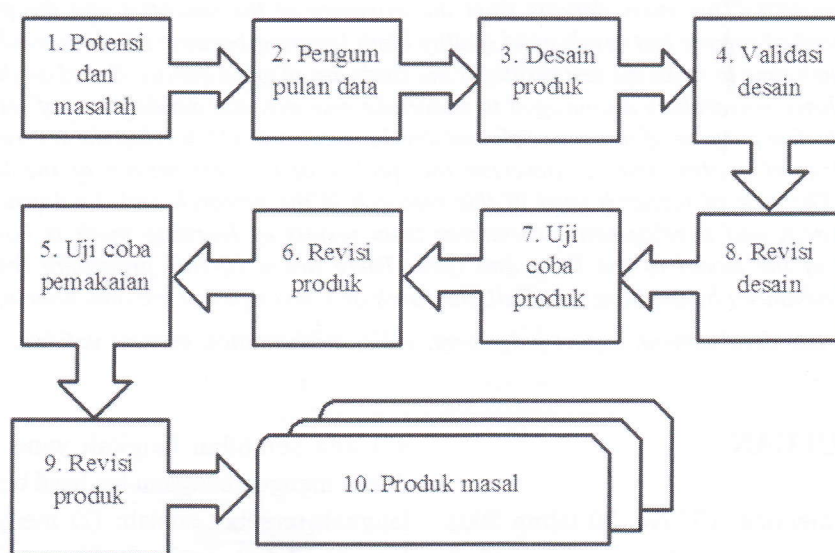 1. Potensi
dan
masalah
2. Pengum
pulan data
3. Desain
produk
4. Validasi
desain
5. Uji coba
pemakaian
6. Revisi
produk
7. Uji
coba
produk
8. Revisi
desain
9. Revisi
produk
10. Produk masal